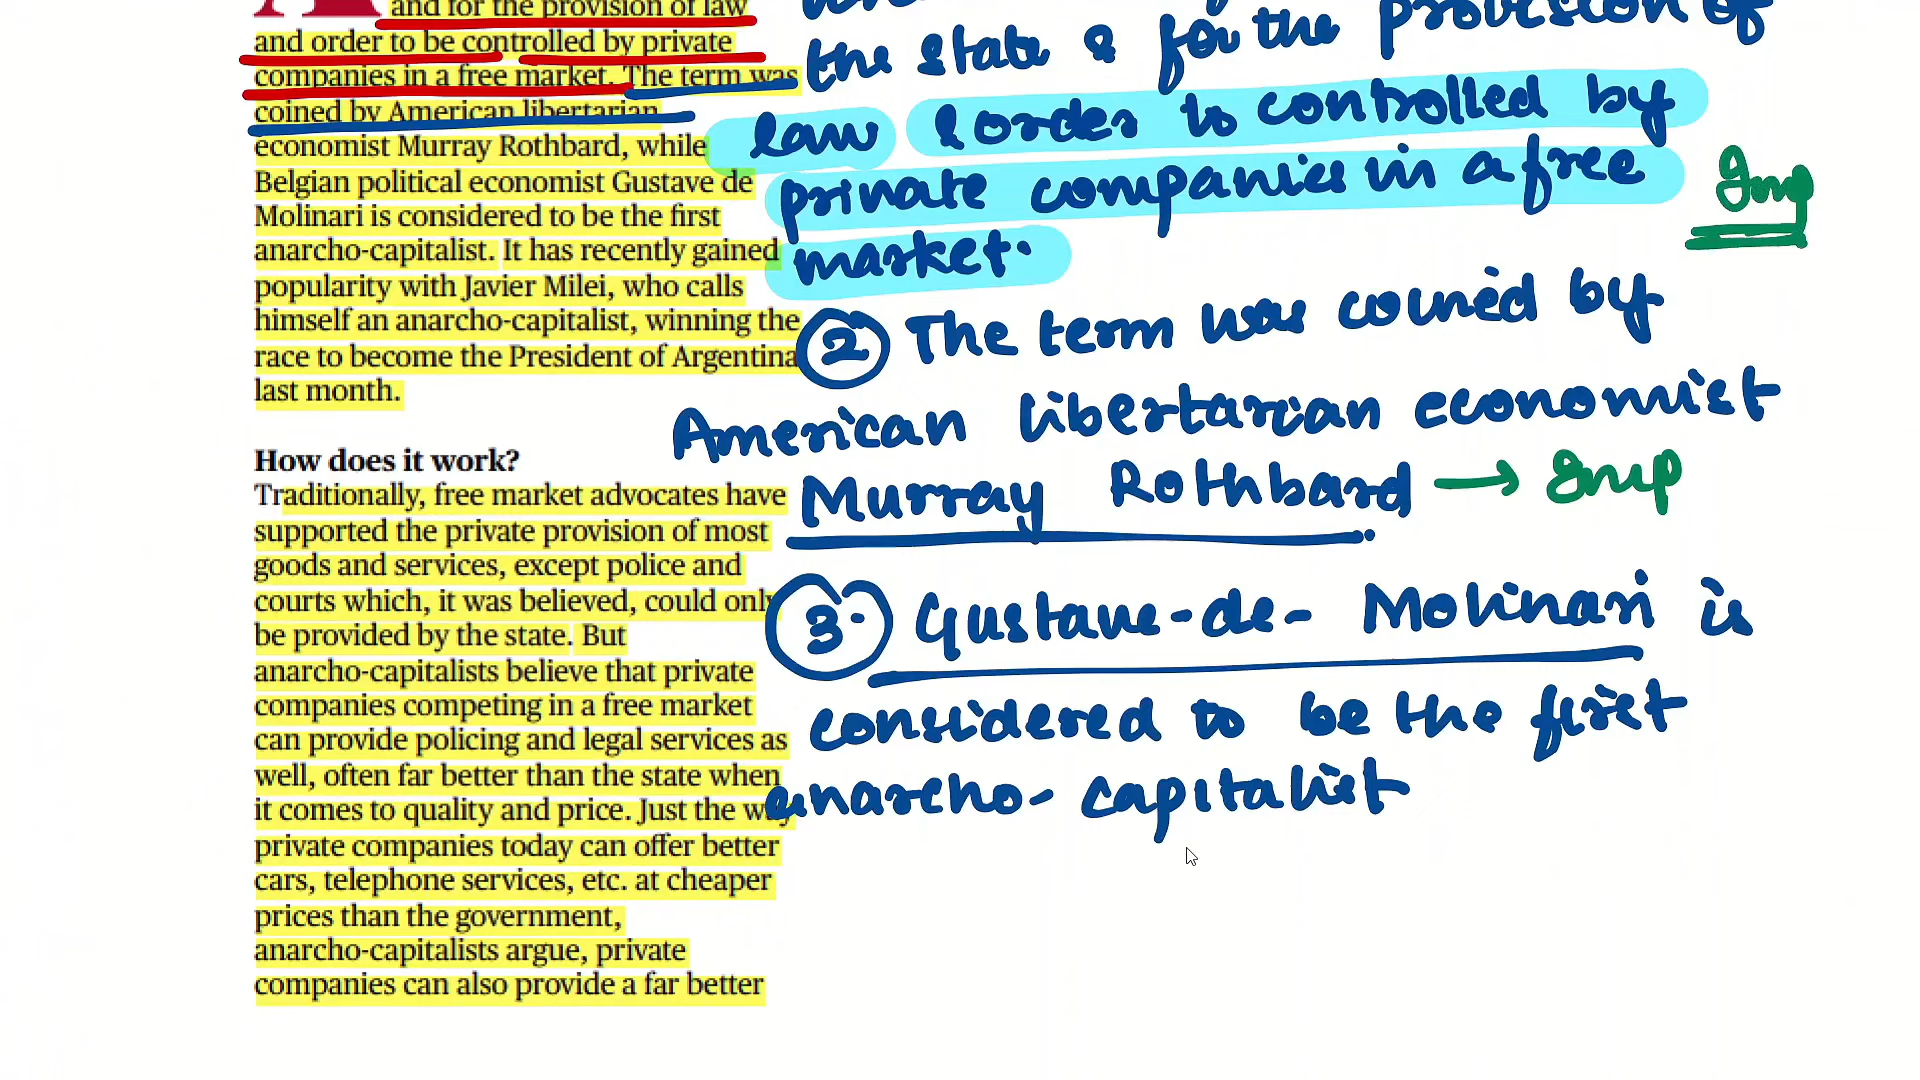 and for the provision of law
and order to be controlled by private
companies in a free market. The term was
coined by American libertarian
economist Murray Rothbard, while
Belgian political economist Gustave de
Molinari is considered to be the first
anarcho-capitalist. It has recently gained
popularity with Javier Milei, who calls
himself an anarcho-capitalist, winning the
race to become the President of Argentina
last month.
How does it work?
Traditionally, free market advocates have
supported the private provision of most
goods and services, except police and
courts which, it was believed, could only
be provided by the state. But
anarcho-capitalists believe that private
companies competing in a free market
can provide policing and legal services as
well, often far better than the state when
it comes to quality and price. Just the way
private companies today can offer better
cars, telephone services, etc. at cheaper
prices than the government,
anarcho-capitalists argue, private
companies can also provide a far better
the state & for the provision of
law & order to controlled by
private companies in a free
market.
Imp
2 The term was coined by
American libertarian economist
Murray Rothbard → Imp
3. Gustave-de-Molinari is
considered to be the first
anarcho-capitalist